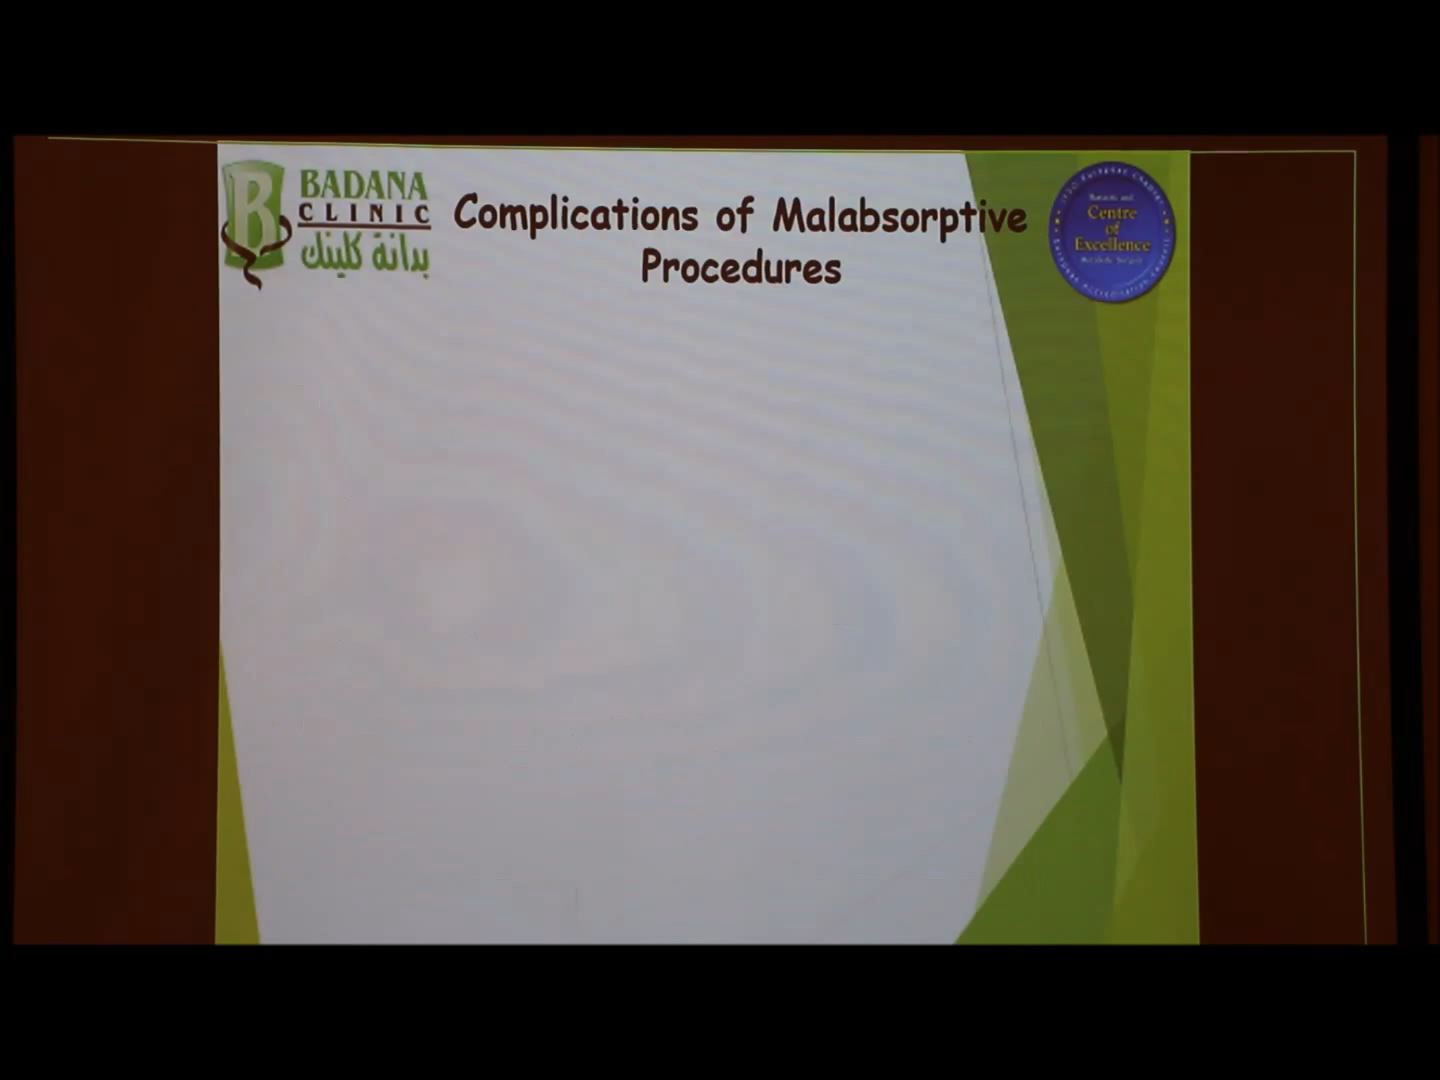 BADANA
CLINIC
بدانة كلينك
Complications of Malabsorptive
Procedures
Centre
of
Excellence